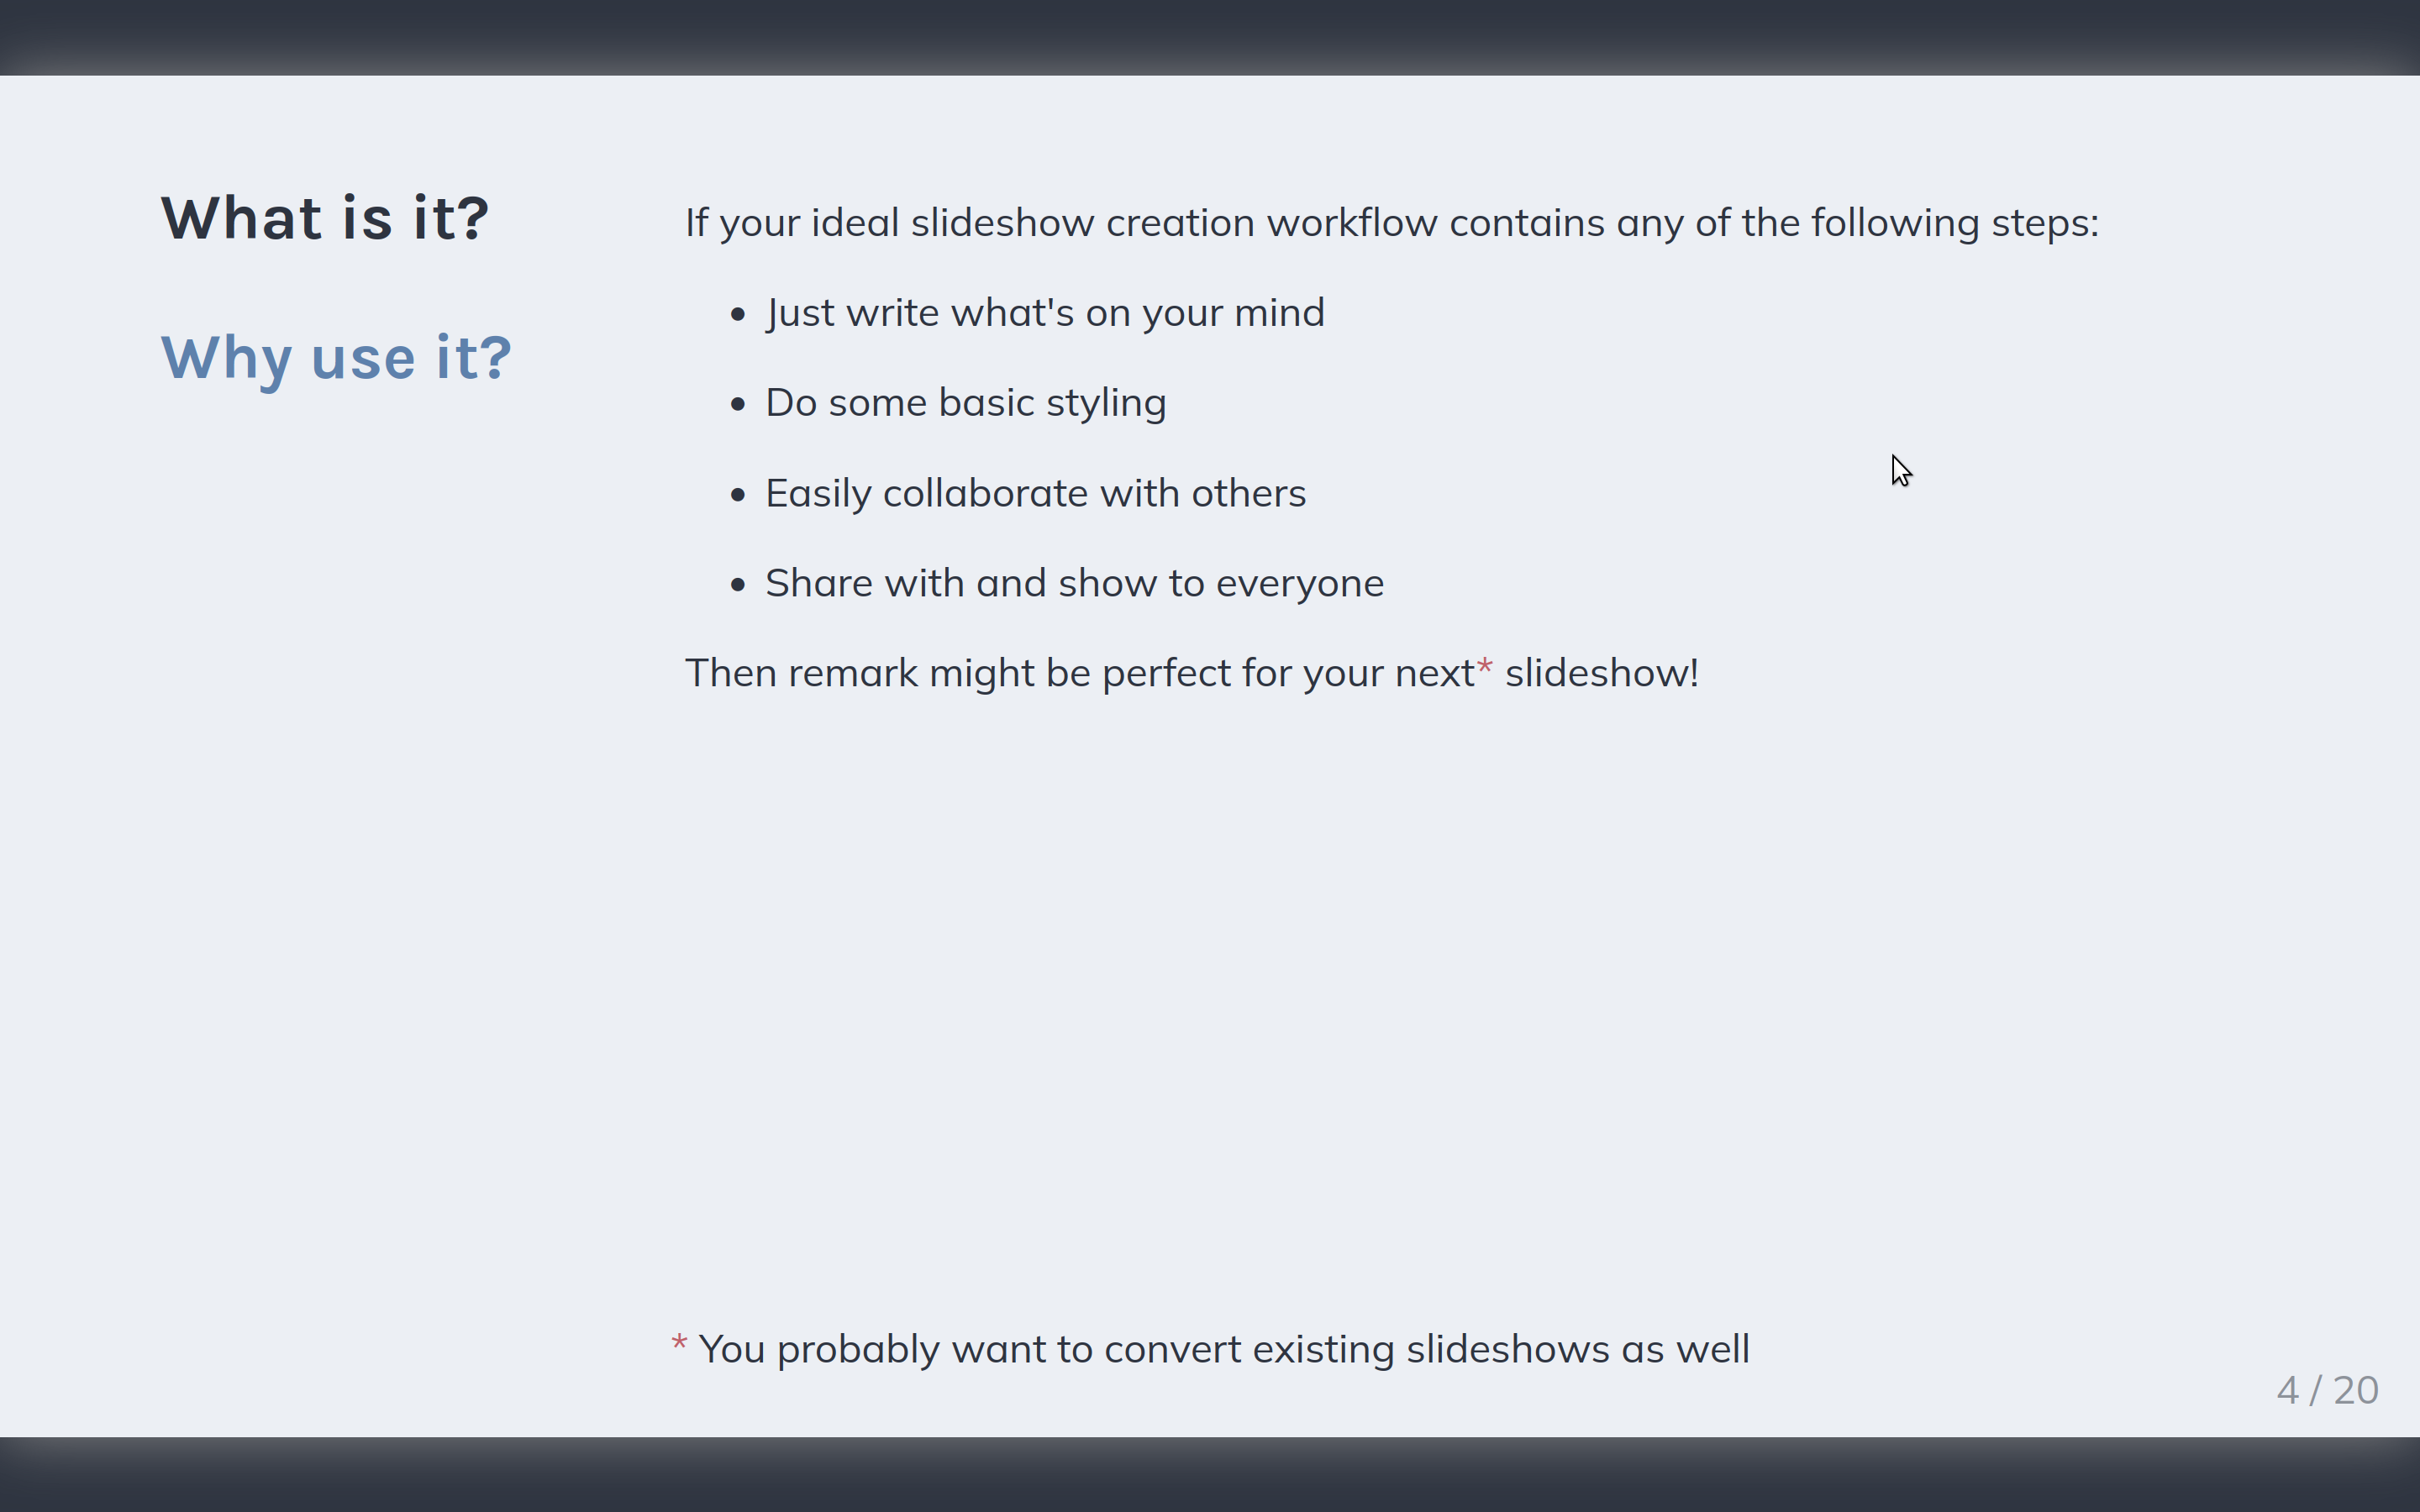 What is it?
Why use it?
If your ideal slideshow creation workflow contains any of the following steps:
• Just write what's on your mind
• Do some basic styling
• Easily collaborate with others
• Share with and show to everyone
Then remark might be perfect for your next* slideshow!
* You probably want to convert existing slideshows as well
4 / 20